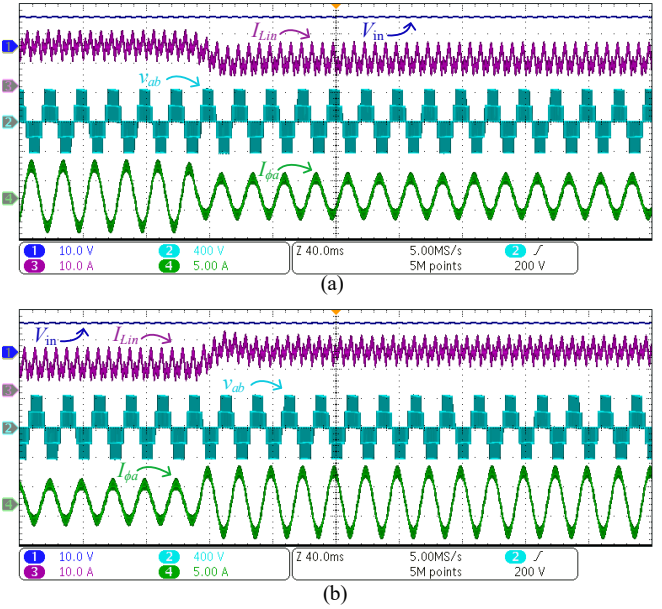 I_Lin V_in
1
3
v_ab
2
I_ϕa
4
1 10.0 V 2 400 V Z 40.0ms 5.00MS/s 2
3 10.0 A 4 5.00 A 5M points 200 V
(a)
V_in I_Lin
1
3
v_ab
2
I_ϕa
4
1 10.0 V 2 400 V Z 40.0ms 5.00MS/s 2
3 10.0 A 4 5.00 A 5M points 200 V
(b)